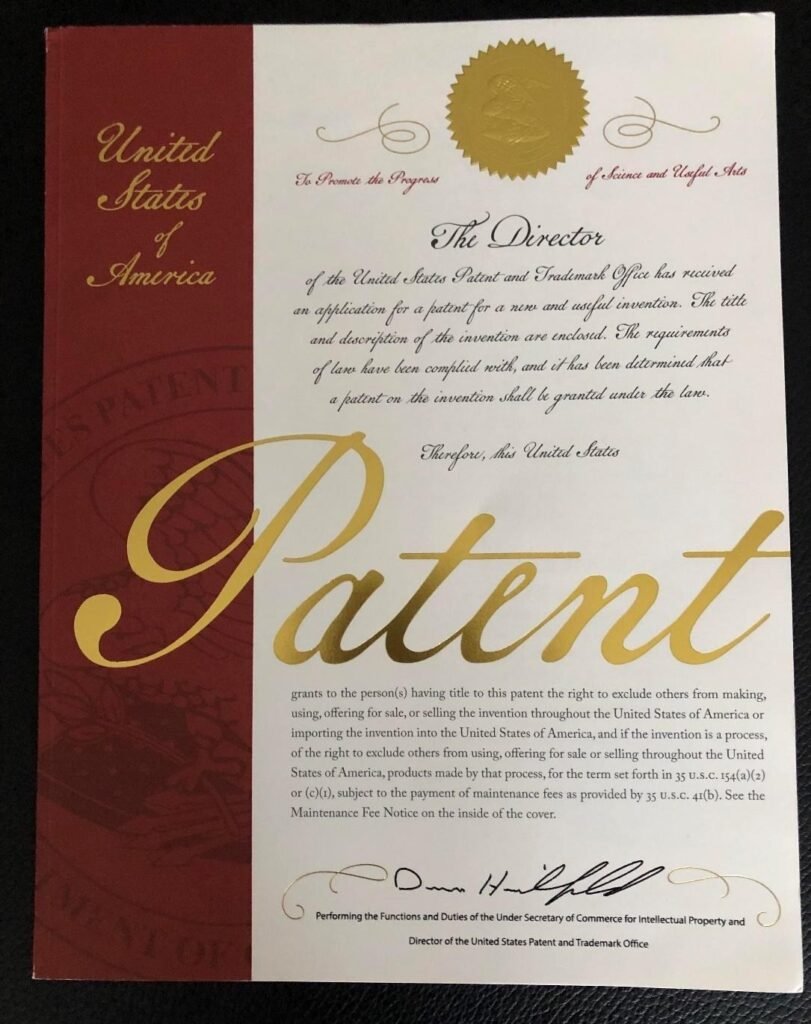 United
States
of
America
To Promote the Progress
of Science and Useful Arts
The Director
of the United States Patent and Trademark Office has received
an application for a patent for a new and useful invention. The title
and description of the invention are enclosed. The requirements
of law have been complied with, and it has been determined that
a patent on the invention shall be granted under the law.
Therefore, this United States
Patent
grants to the person(s) having title to this patent the right to exclude others from making,
using, offering for sale, or selling the invention throughout the United States of America or
importing the invention into the United States of America, and if the invention is a process,
of the right to exclude others from using, offering for sale or selling throughout the United
States of America, products made by that process, for the term set forth in 35 U.S.C. 154(a)(2)
or (c)(1), subject to the payment of maintenance fees as provided by 35 U.S.C. 41(b). See the
Maintenance Fee Notice on the inside of the cover.
Performing the Functions and Duties of the Under Secretary of Commerce for Intellectual Property and
Director of the United States Patent and Trademark Office